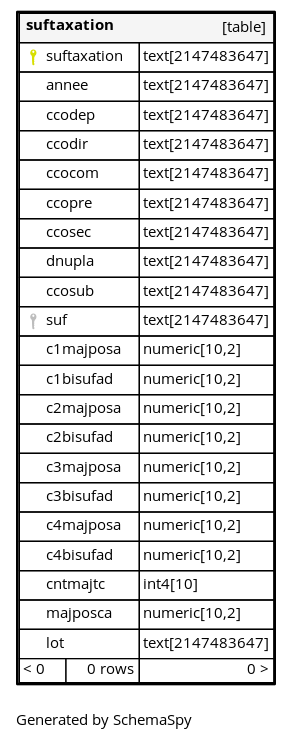 suftaxation [table]
suftaxation text[2147483647]
annee text[2147483647]
ccodep text[2147483647]
ccodir text[2147483647]
ccocom text[2147483647]
ccopre text[2147483647]
ccosec text[2147483647]
dnupla text[2147483647]
ccosub text[2147483647]
suf text[2147483647]
c1majposa numeric[10,2]
c1bisufad numeric[10,2]
c2majposa numeric[10,2]
c2bisufad numeric[10,2]
c3majposa numeric[10,2]
c3bisufad numeric[10,2]
c4majposa numeric[10,2]
c4bisufad numeric[10,2]
cntmajtc int4[10]
majposca numeric[10,2]
lot text[2147483647]
< 0 0 rows 0 >
Generated by SchemaSpy